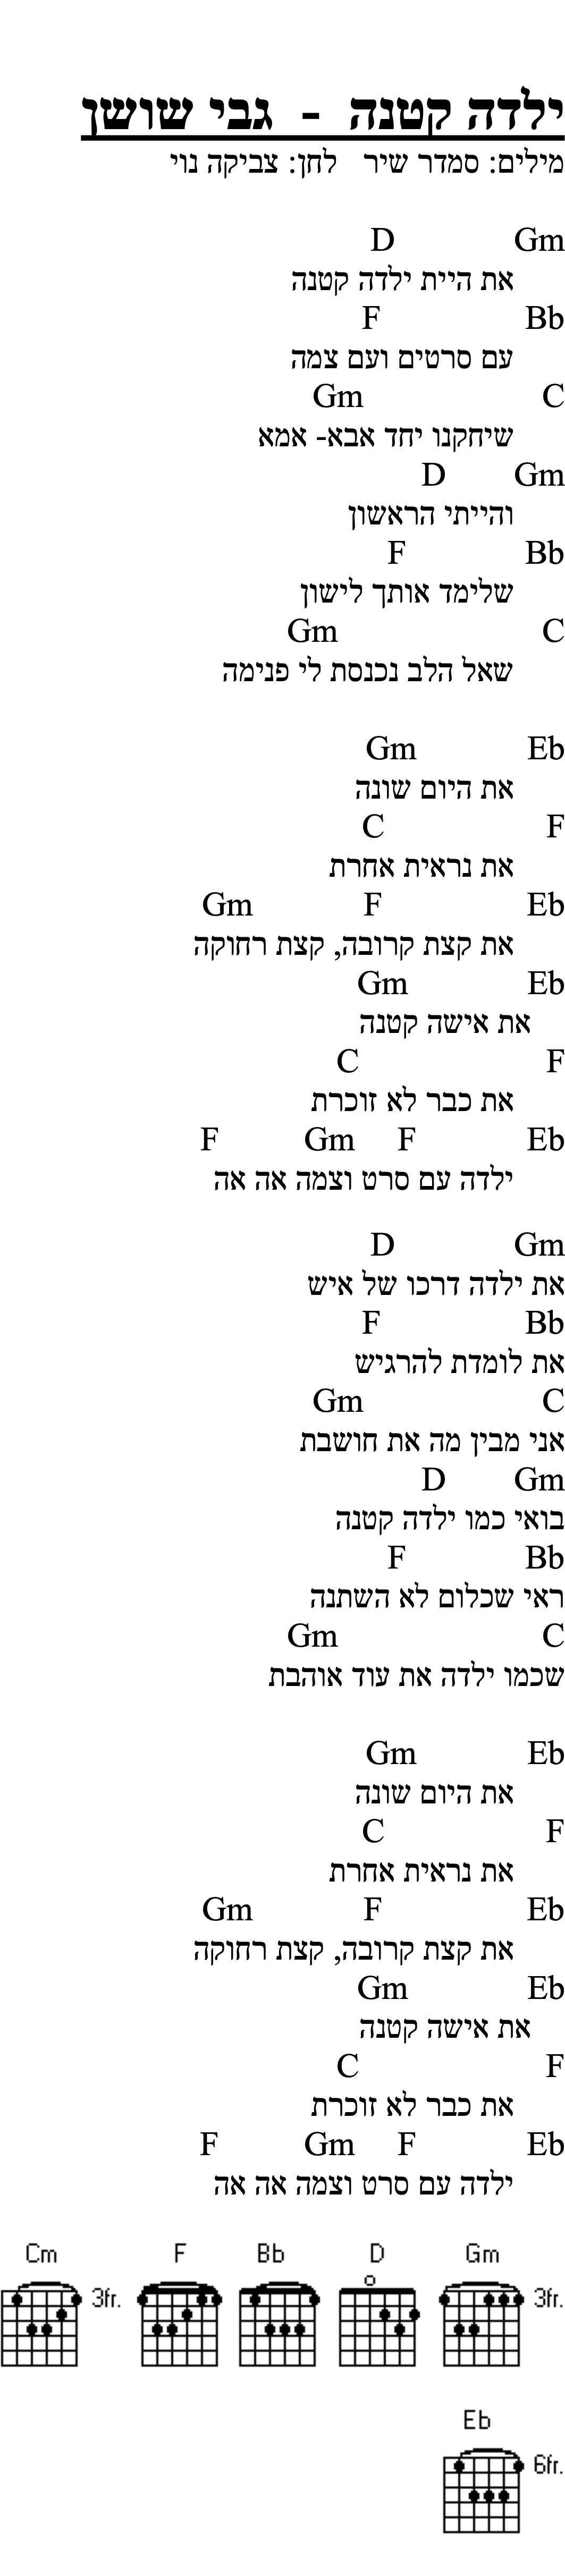 ילדה קטנה - גבי שושן
מילים: סמדר שיר לחן: צביקה נוי
Gm D
את היית ילדה קטנה
Bb F
עם סרטים ועם צמה
C Gm
שיחקנו יחד אבא- אמא
Gm D
והייתי הראשון
Bb F
שלימד אותך לישון
C Gm
שאל הלב נכנסת לי פנימה
Eb Gm
את היום שונה
F C
את נראית אחרת
Eb F Gm
את קצת קרובה, קצת רחוקה
Eb Gm
את אישה קטנה
F C
את כבר לא זוכרת
Eb F Gm F
ילדה עם סרט וצמה אה אה
Gm D
את ילדה דרכו של איש
Bb F
את לומדת להרגיש
C Gm
אני מבין מה את חושבת
Gm D
בואי כמו ילדה קטנה
Bb F
ראי שכלום לא השתנה
C Gm
שכמו ילדה את עוד אוהבת
Eb Gm
את היום שונה
F C
את נראית אחרת
Eb F Gm
את קצת קרובה, קצת רחוקה
Eb Gm
את אישה קטנה
F C
את כבר לא זוכרת
Eb F Gm F
ילדה עם סרט וצמה אה אה
Cm F Bb D Gm
3fr. 3fr.
Eb
6fr.